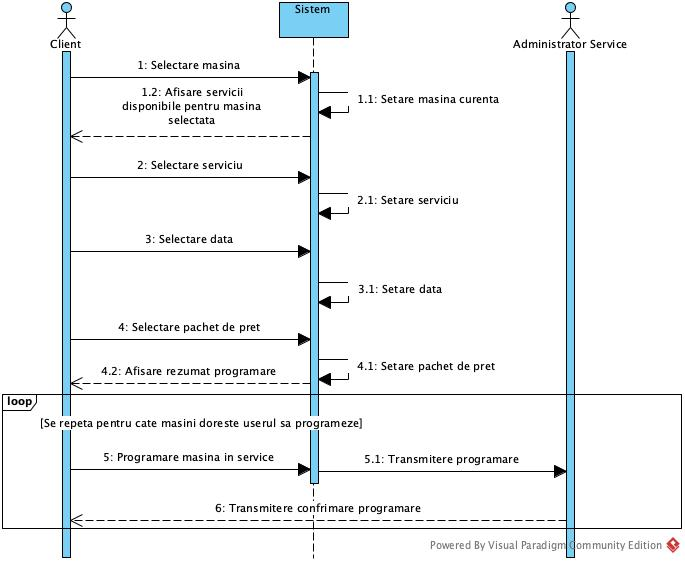 Client
Sistem
Administrator Service
1: Selectare masina
1.1: Setare masina curenta
1.2: Afisare servicii
disponibile pentru masina
selectata
2: Selectare serviciu
2.1: Setare serviciu
3: Selectare data
3.1: Setare data
4: Selectare pachet de pret
4.1: Setare pachet de pret
4.2: Afisare rezumat programare
loop
[Se repeta pentru cate masini doreste userul sa programeze]
5: Programare masina in service
5.1: Transmitere programare
6: Transmitere confrimare programare
Powered By Visual Paradigm Community Edition